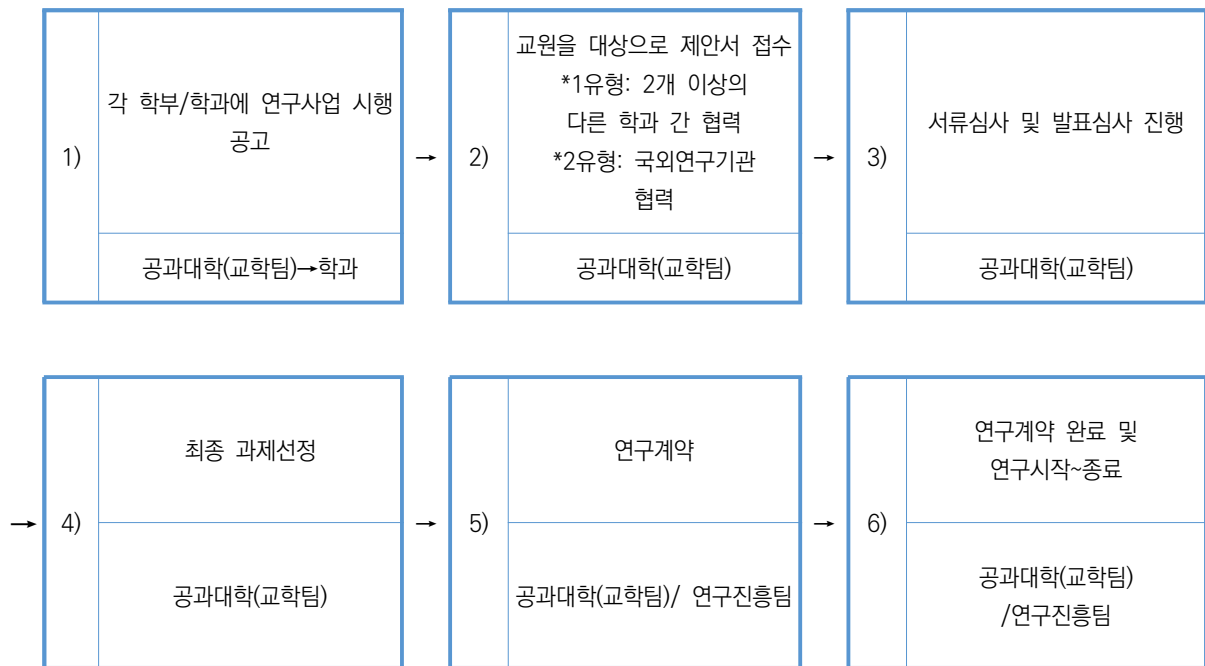 1)
각 학부/학과에 연구사업 시행
공고
공과대학(교학팀)→학과
→
2)
교원을 대상으로 제안서 접수
*1유형: 2개 이상의
다른 학과 간 협력
*2유형: 국외연구기관
협력
공과대학(교학팀)
→
3)
서류심사 및 발표심사 진행
공과대학(교학팀)
→
4)
최종 과제선정
공과대학(교학팀)
→
5)
연구계약
공과대학(교학팀)/ 연구진흥팀
→
6)
연구계약 완료 및
연구시작~종료
공과대학(교학팀)
/연구진흥팀